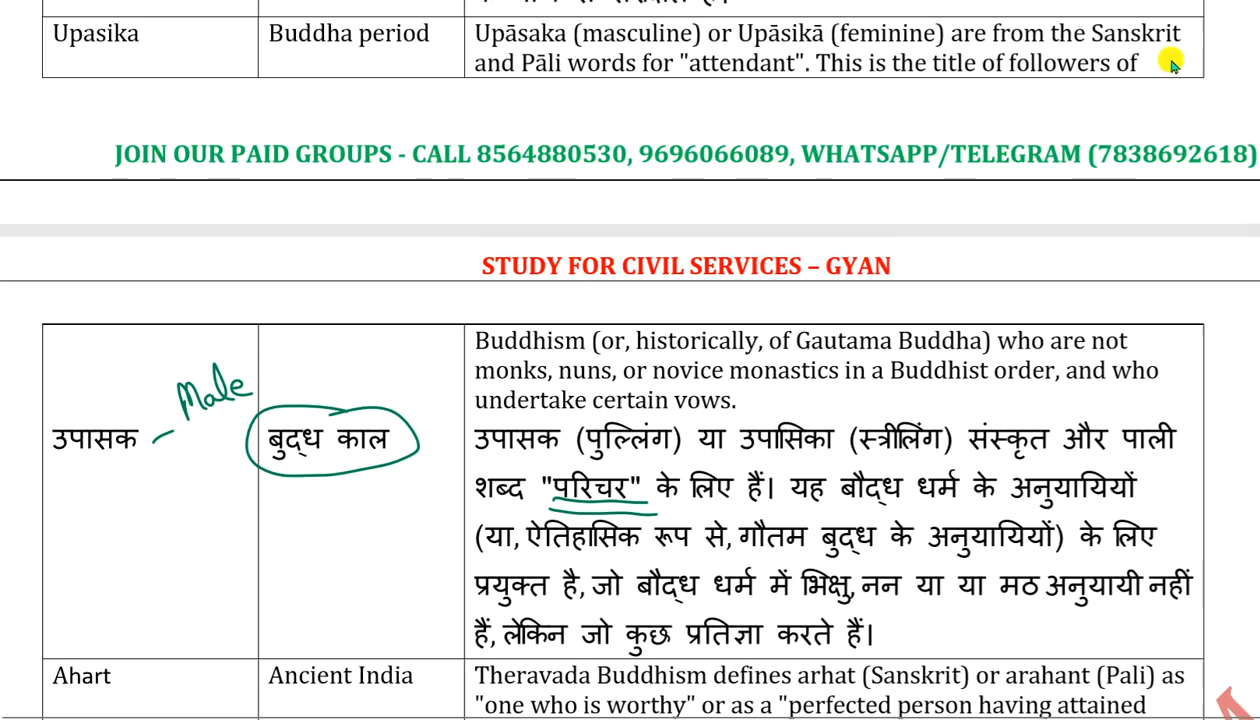 Upasika Buddha period Upāsaka (masculine) or Upāsikā (feminine) are from the Sanskrit
and Pāli words for "attendant". This is the title of followers of
JOIN OUR PAID GROUPS - CALL 8564880530, 9696066089, WHATSAPP/TELEGRAM (7838692618)
STUDY FOR CIVIL SERVICES – GYAN
Buddhism (or, historically, of Gautama Buddha) who are not
monks, nuns, or novice monastics in a Buddhist order, and who
undertake certain vows.
Male
उपासक बुद्ध काल उपासक (पुल्लिंग) या उपासिका (स्त्रीलिंग) संस्कृत और पाली
शब्द "परिचर" के लिए हैं। यह बौद्ध धर्म के अनुयायियों
(या, ऐतिहासिक रूप से, गौतम बुद्ध के अनुयायियों) के लिए
प्रयुक्त है, जो बौद्ध धर्म में भिक्षु, नन या या मठ अनुयायी नहीं
हैं, लेकिन जो कुछ प्रतिज्ञा करते हैं।
Ahart Ancient India Theravada Buddhism defines arhat (Sanskrit) or arahant (Pali) as
"one who is worthy" or as a "perfected person having attained